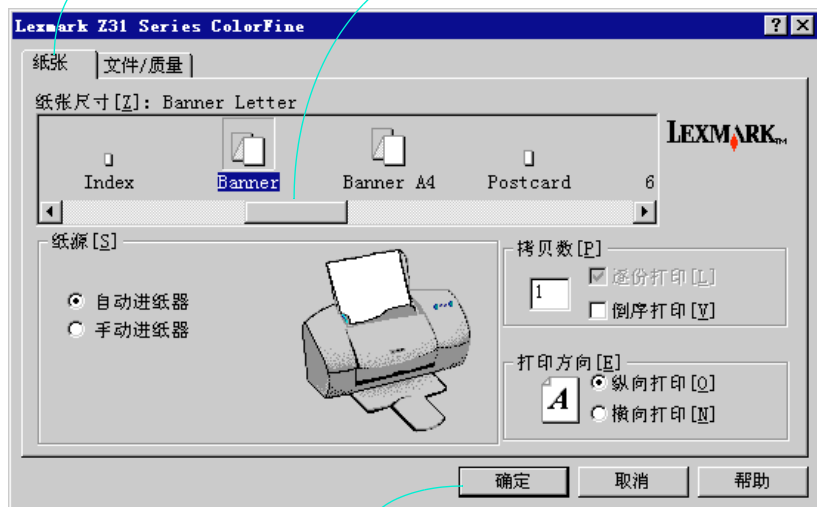 Lexmark Z31 Series ColorFine
纸张 文件/质量
纸张尺寸[Z]: Banner Letter
LEXMARK™
Index Banner Banner A4 Postcard 6
纸源[S]
自动进纸器
手动进纸器
拷贝数[P]
1
逐份打印[L]
倒序打印[V]
打印方向[E]
A
纵向打印[O]
横向打印[N]
确定 取消 帮助